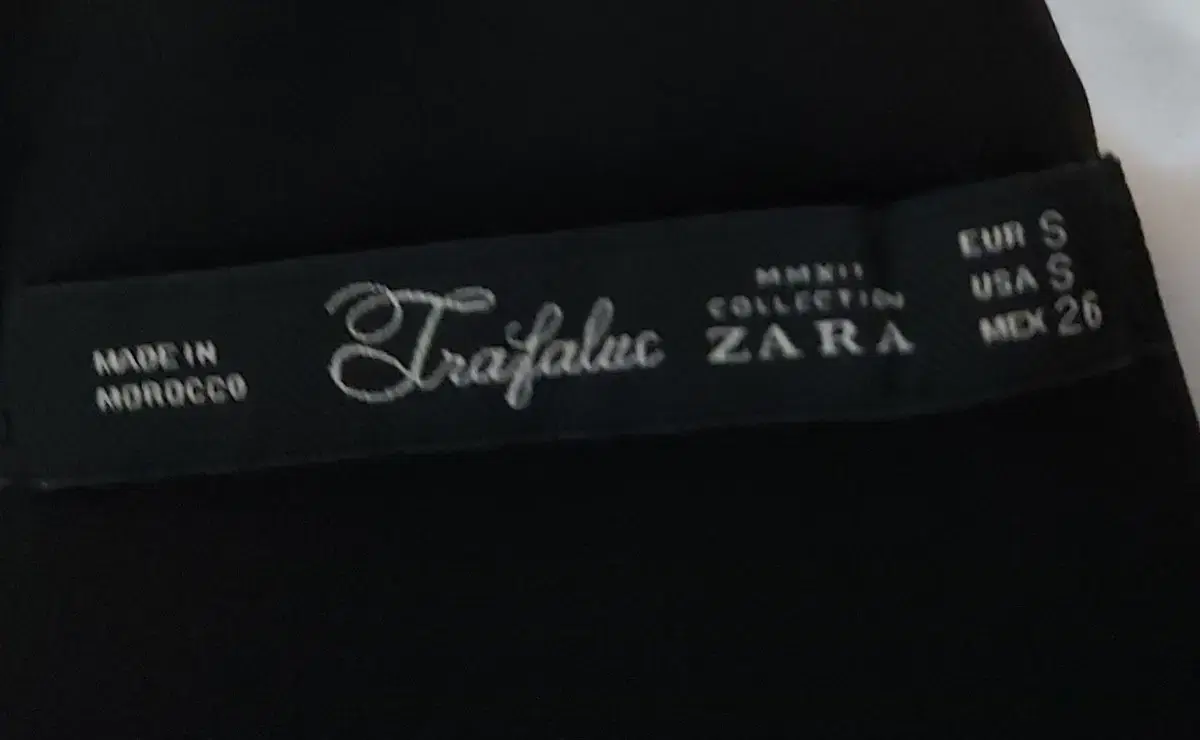 MADE IN
MOROCCO
Trafaluc
MMXII
COLLECTION
ZARA
EUR S
USA S
MEX 26